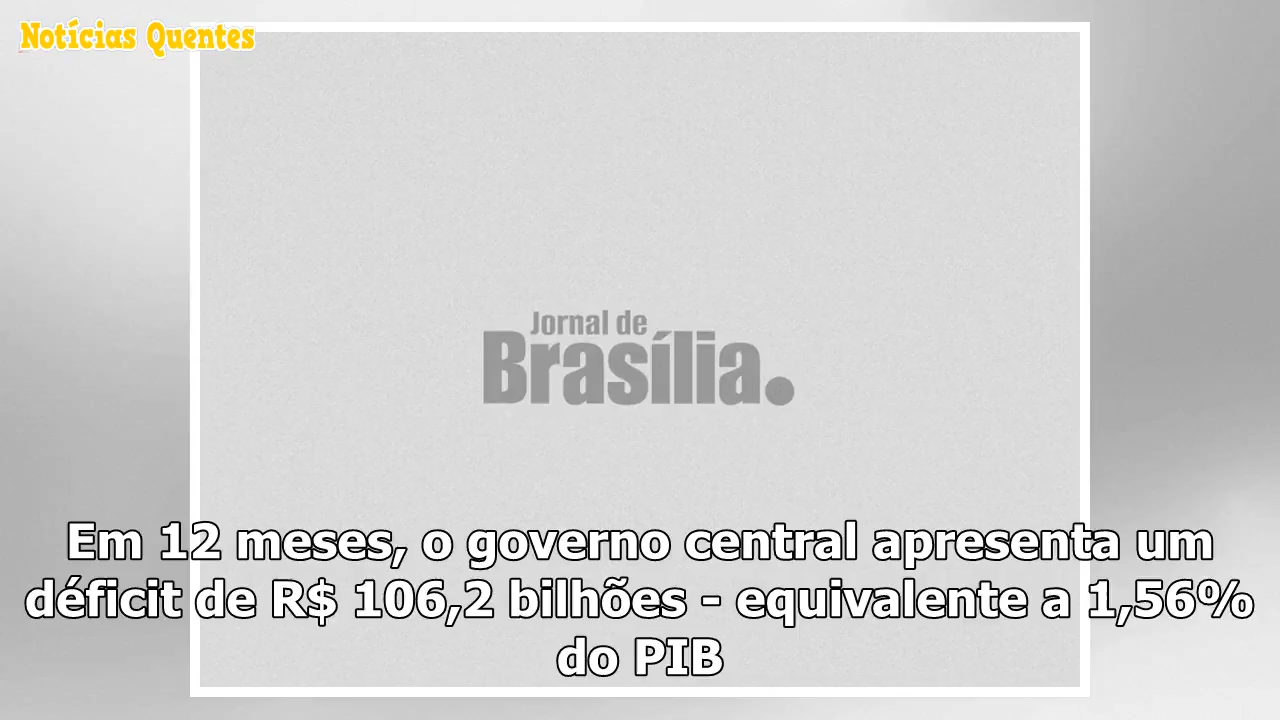 Notícias Quentes
Jornal de
Brasília.
Em 12 meses, o governo central apresenta um
déficit de R$ 106,2 bilhões - equivalente a 1,56%
do PIB